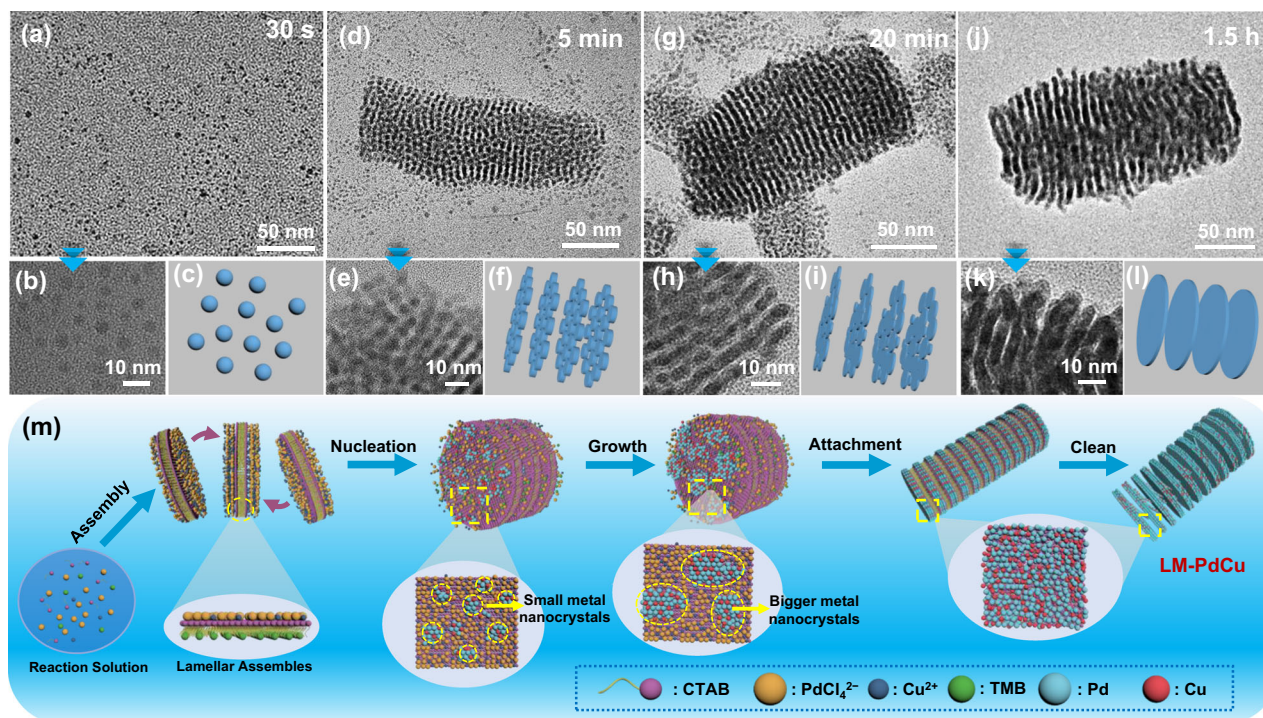 (a)
30 s
50 nm
(d)
5 min
50 nm
(g)
20 min
50 nm
(j)
1.5 h
50 nm
(b)
10 nm
(c)
(e)
10 nm
(f)
(h)
10 nm
(i)
(k)
10 nm
(l)
(m)
Assembly
Nucleation
Growth
Attachment
Clean
Reaction Solution
Lamellar Assembles
Small metal
nanocrystals
Bigger metal
nanocrystals
LM-PdCu
: CTAB
: PdCl₄²⁻
: Cu²⁺
: TMB
: Pd
: Cu